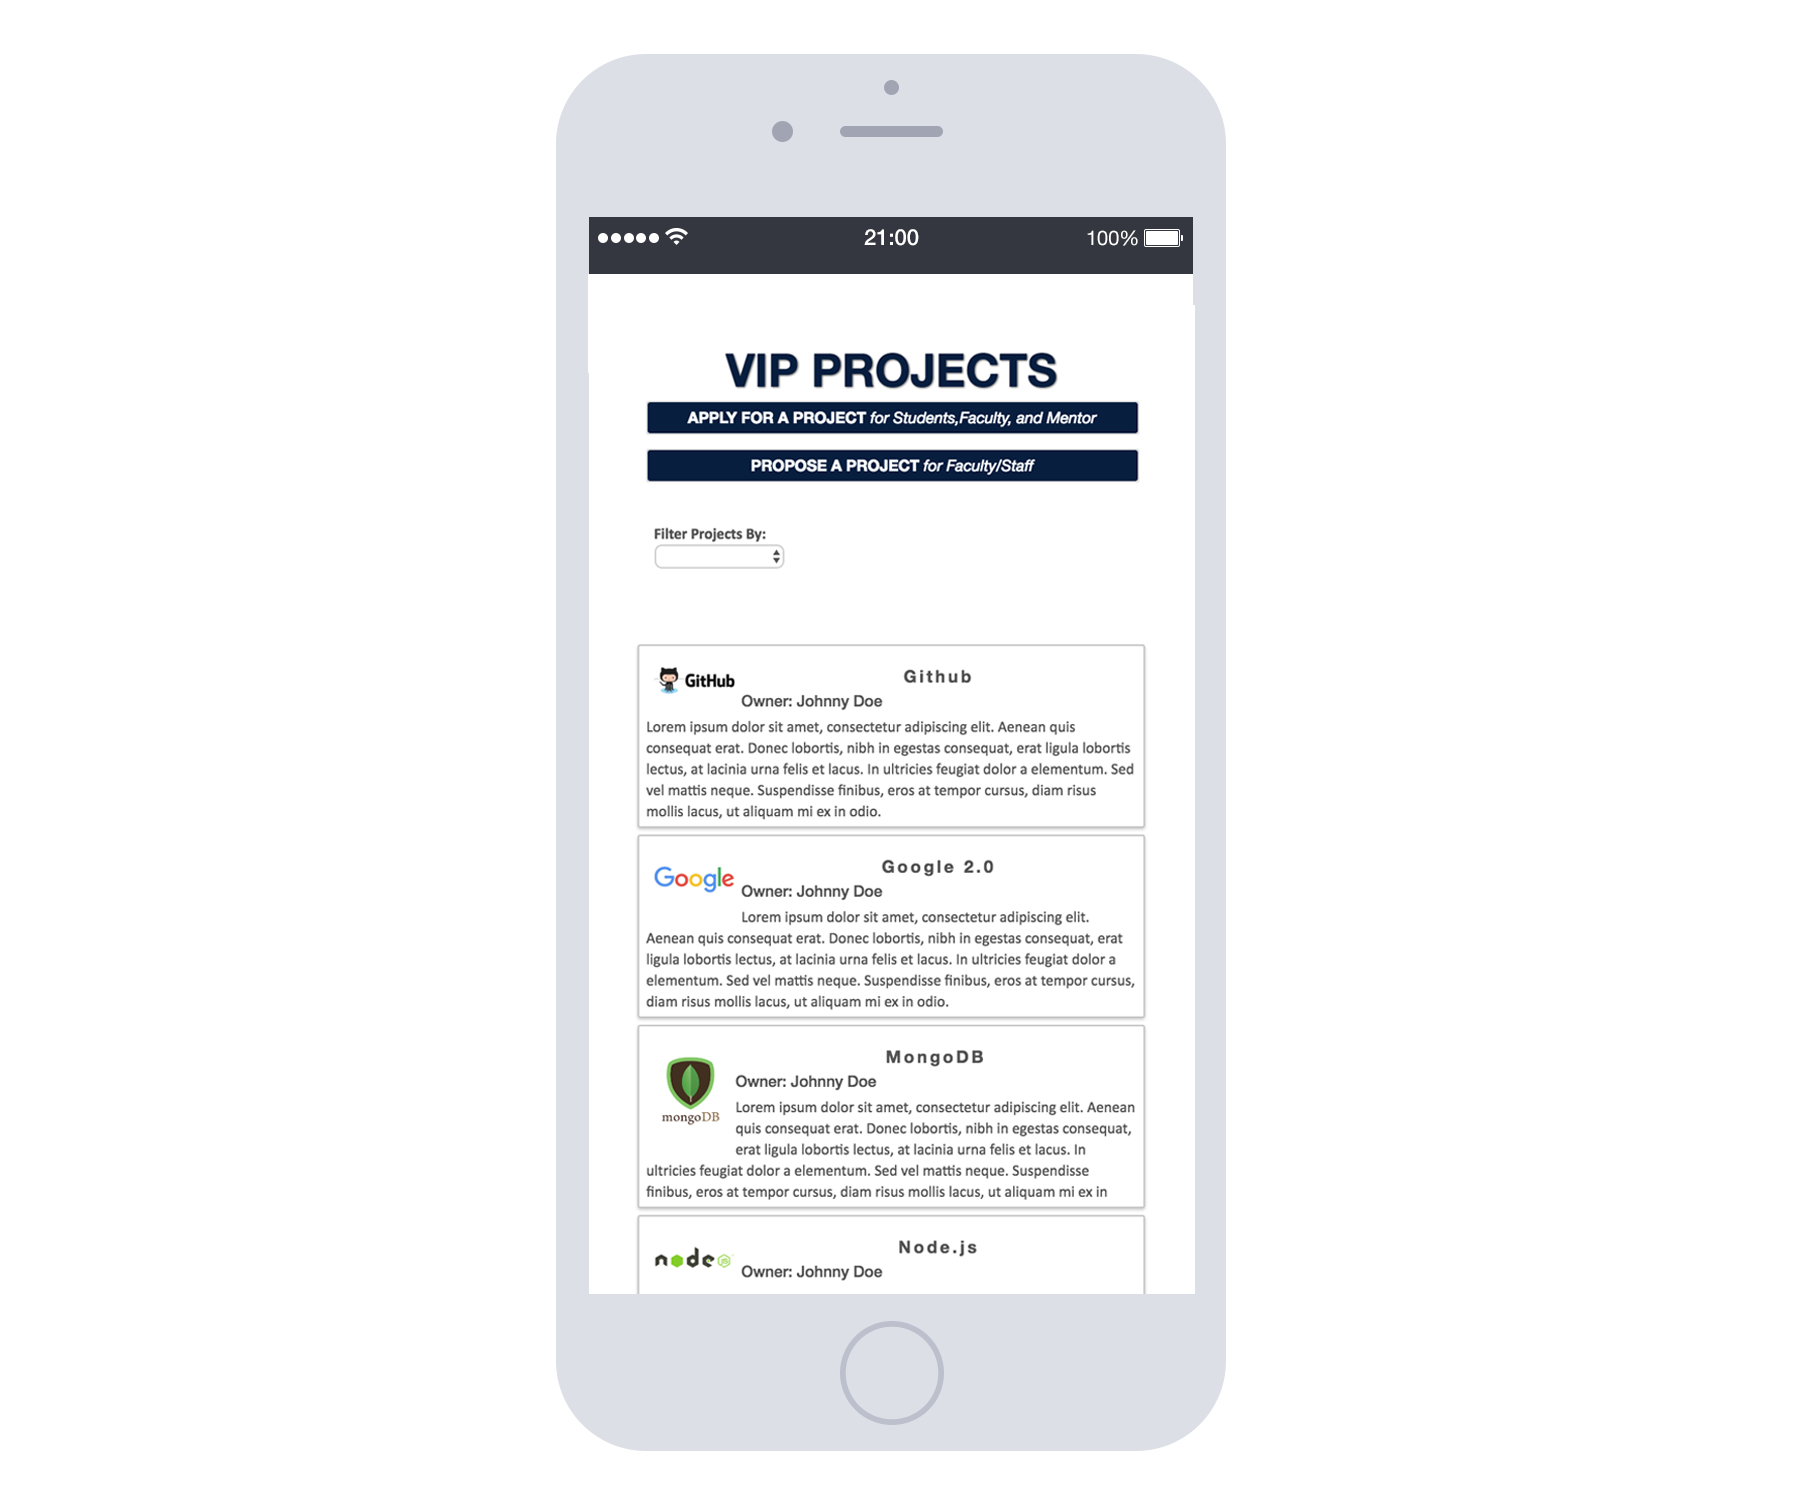 21:00
100%
VIP PROJECTS
APPLY FOR A PROJECT for Students,Faculty, and Mentor
PROPOSE A PROJECT for Faculty/Staff
Filter Projects By:
GitHub
Github
Owner: Johnny Doe
Lorem ipsum dolor sit amet, consectetur adipiscing elit. Aenean quis
consequat erat. Donec lobortis, nibh in egestas consequat, erat ligula lobortis
lectus, at lacinia urna felis et lacus. In ultricies feugiat dolor a elementum. Sed
vel mattis neque. Suspendisse finibus, eros at tempor cursus, diam risus
mollis lacus, ut aliquam mi ex in odio.
Google
Google 2.0
Owner: Johnny Doe
Lorem ipsum dolor sit amet, consectetur adipiscing elit.
Aenean quis consequat erat. Donec lobortis, nibh in egestas consequat, erat
ligula lobortis lectus, at lacinia urna felis et lacus. In ultricies feugiat dolor a
elementum. Sed vel mattis neque. Suspendisse finibus, eros at tempor cursus,
diam risus mollis lacus, ut aliquam mi ex in odio.
mongoDB
MongoDB
Owner: Johnny Doe
Lorem ipsum dolor sit amet, consectetur adipiscing elit. Aenean
quis consequat erat. Donec lobortis, nibh in egestas consequat,
erat ligula lobortis lectus, at lacinia urna felis et lacus. In
ultricies feugiat dolor a elementum. Sed vel mattis neque. Suspendisse
finibus, eros at tempor cursus, diam risus mollis lacus, ut aliquam mi ex in
node JS
Node.js
Owner: Johnny Doe